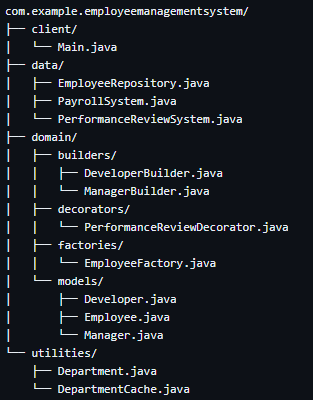 com.example.employeemanagementsystem/
├── client/
│   └── Main.java
├── data/
│   ├── EmployeeRepository.java
│   ├── PayrollSystem.java
│   └── PerformanceReviewSystem.java
├── domain/
│   ├── builders/
│   │   ├── DeveloperBuilder.java
│   │   └── ManagerBuilder.java
│   ├── decorators/
│   │   └── PerformanceReviewDecorator.java
│   ├── factories/
│   │   └── EmployeeFactory.java
│   └── models/
│       ├── Developer.java
│       ├── Employee.java
│       └── Manager.java
└── utilities/
    ├── Department.java
    └── DepartmentCache.java